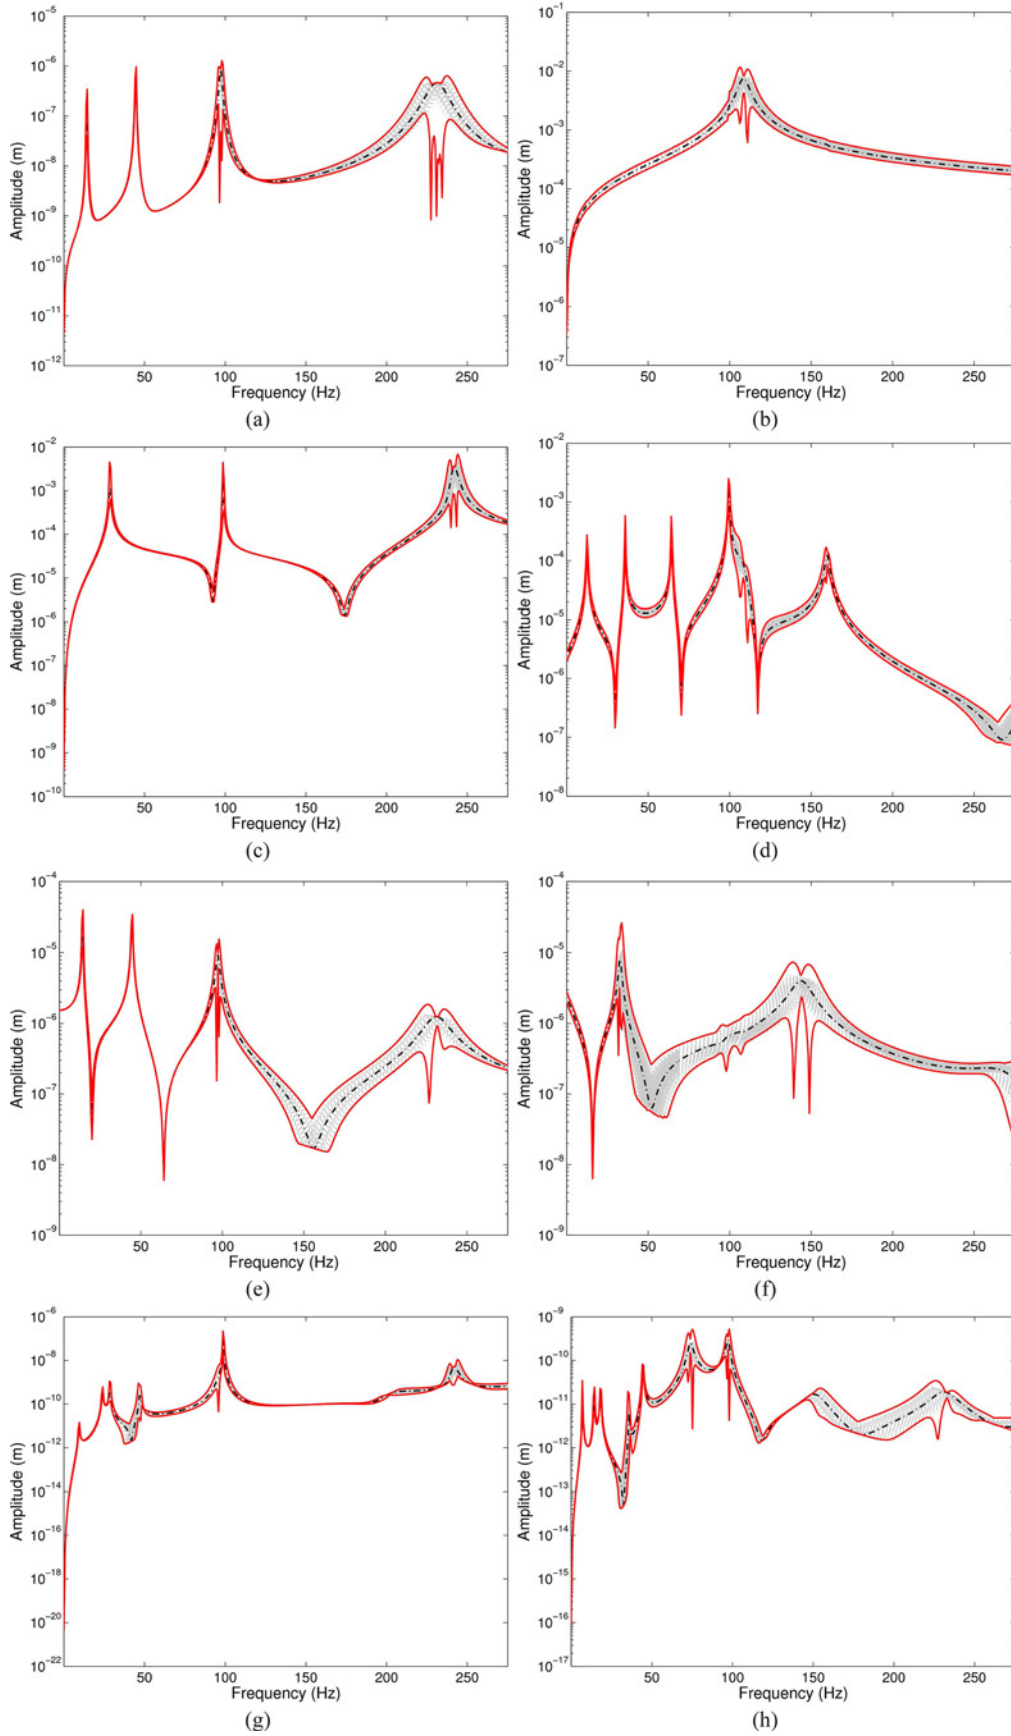 10⁻⁵
10⁻⁶
10⁻⁷
10⁻⁸
10⁻⁹
10⁻¹⁰
10⁻¹¹
10⁻¹²
Amplitude (m)
50 100 150 200 250
Frequency (Hz)
(a)
10⁻¹
10⁻²
10⁻³
10⁻⁴
10⁻⁵
10⁻⁶
10⁻⁷
Amplitude (m)
50 100 150 200 250
Frequency (Hz)
(b)
10⁻²
10⁻³
10⁻⁴
10⁻⁵
10⁻⁶
10⁻⁷
10⁻⁸
10⁻⁹
10⁻¹⁰
Amplitude (m)
50 100 150 200 250
Frequency (Hz)
(c)
10⁻²
10⁻³
10⁻⁴
10⁻⁵
10⁻⁶
10⁻⁷
10⁻⁸
Amplitude (m)
50 100 150 200 250
Frequency (Hz)
(d)
10⁻⁴
10⁻⁵
10⁻⁶
10⁻⁷
10⁻⁸
10⁻⁹
Amplitude (m)
50 100 150 200 250
Frequency (Hz)
(e)
10⁻⁴
10⁻⁵
10⁻⁶
10⁻⁷
10⁻⁸
10⁻⁹
Amplitude (m)
50 100 150 200 250
Frequency (Hz)
(f)
10⁻⁶
10⁻⁸
10⁻¹⁰
10⁻¹²
10⁻¹⁴
10⁻¹⁶
10⁻¹⁸
10⁻²⁰
10⁻²²
Amplitude (m)
50 100 150 200 250
Frequency (Hz)
(g)
10⁻⁹
10⁻¹⁰
10⁻¹¹
10⁻¹²
10⁻¹³
10⁻¹⁴
10⁻¹⁵
10⁻¹⁶
10⁻¹⁷
Amplitude (m)
50 100 150 200 250
Frequency (Hz)
(h)